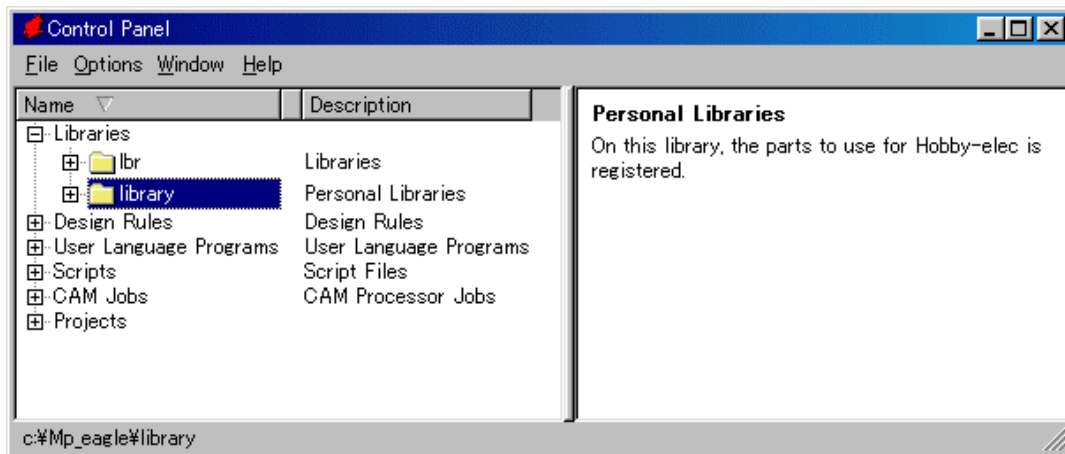 Control Panel
File Options Window Help
Name Description
Libraries
lbr Libraries
library Personal Libraries
Design Rules Design Rules
User Language Programs User Language Programs
Scripts Script Files
CAM Jobs CAM Processor Jobs
Projects
Personal Libraries
On this library, the parts to use for Hobby-elec is
registered.
c:¥Mp_eagle¥library